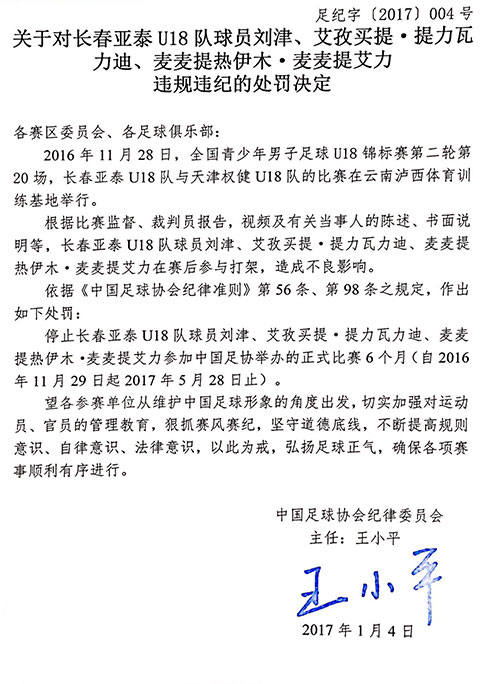 足纪字〔2017〕004 号
关于对长春亚泰 U18 队球员刘津、艾孜买提·提力瓦
力迪、麦麦提热伊木·麦麦提艾力
违规违纪的处罚决定
各赛区委员会、各足球俱乐部：
2016 年 11 月 28 日，全国青少年男子足球 U18 锦标赛第二轮第
20 场，长春亚泰 U18 队与天津权健 U18 队的比赛在云南泸西体育训
练基地举行。
根据比赛监督、裁判员报告，视频及有关当事人的陈述、书面说
明等，长春亚泰 U18 队球员刘津、艾孜买提·提力瓦力迪、麦麦提
热伊木·麦麦提艾力在赛后参与打架，造成不良影响。
依据《中国足球协会纪律准则》第 56 条、第 98 条之规定，作出
如下处罚：
停止长春亚泰 U18 队球员刘津、艾孜买提·提力瓦力迪、麦麦
提热伊木·麦麦提艾力参加中国足协举办的正式比赛 6 个月（自 2016
年 11 月 29 日起 2017 年 5 月 28 日止）。
望各参赛单位从维护中国足球形象的角度出发，切实加强对运动
员、官员的管理教育，狠抓赛风赛纪，坚守道德底线，不断提高规则
意识、自律意识、法律意识，以此为戒，弘扬足球正气，确保各项赛
事顺利有序进行。
中国足球协会纪律委员会
主任：王小平
王小平
2017 年 1 月 4 日